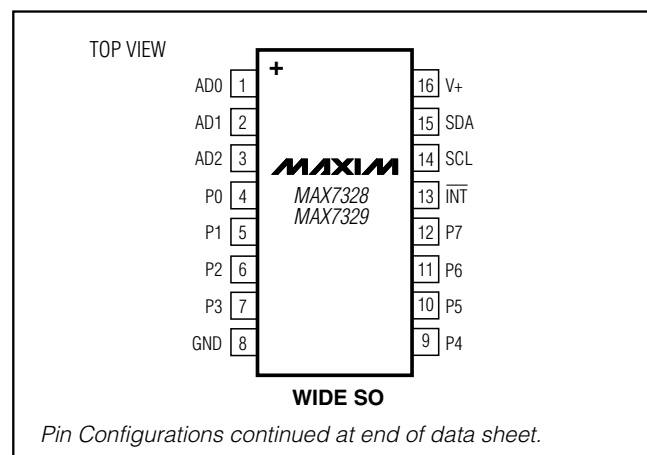 TOP VIEW
+
AD0 1
AD1 2
AD2 3
P0 4
P1 5
P2 6
P3 7
GND 8
MAXIM
MAX7328
MAX7329
16 V+
15 SDA
14 SCL
13 INT
12 P7
11 P6
10 P5
9 P4
WIDE SO
Pin Configurations continued at end of data sheet.